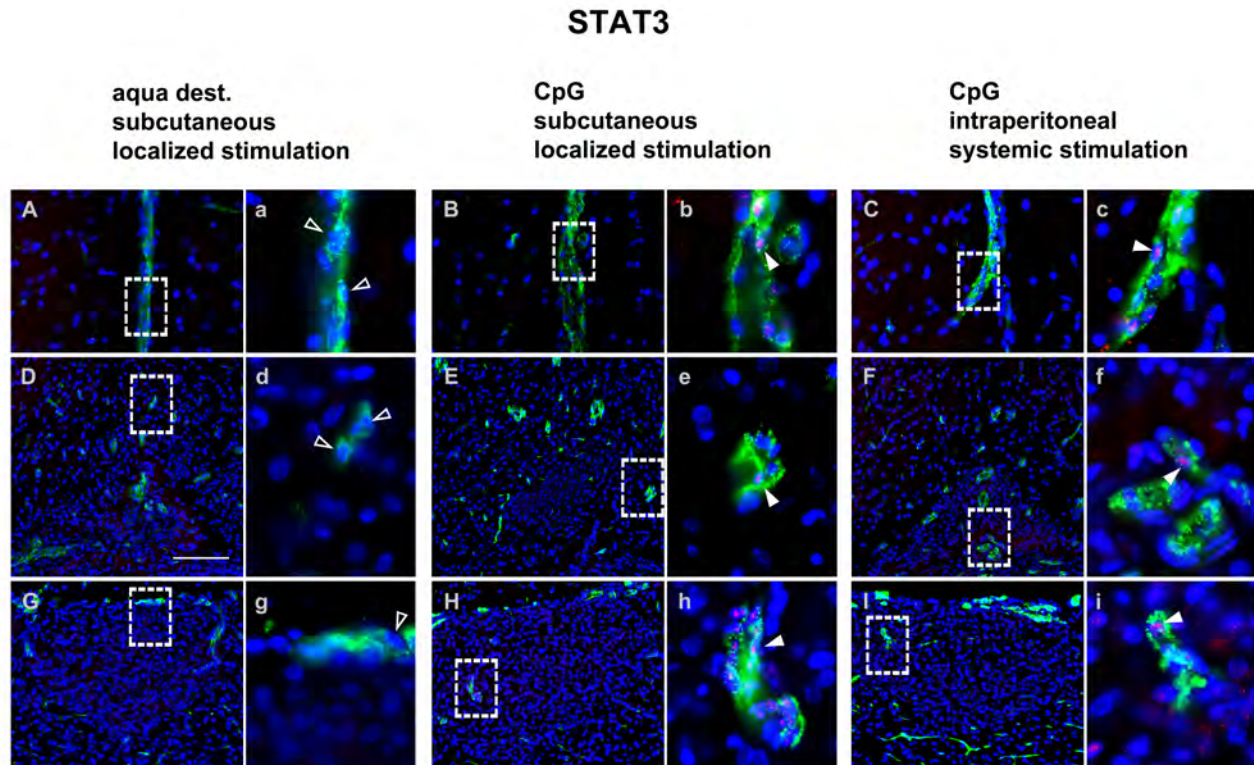 STAT3
aqua dest.
subcutaneous
localized stimulation
CpG
subcutaneous
localized stimulation
CpG
intraperitoneal
systemic stimulation
A
a
B
b
C
c
D
d
E
e
F
f
G
g
H
h
I
i